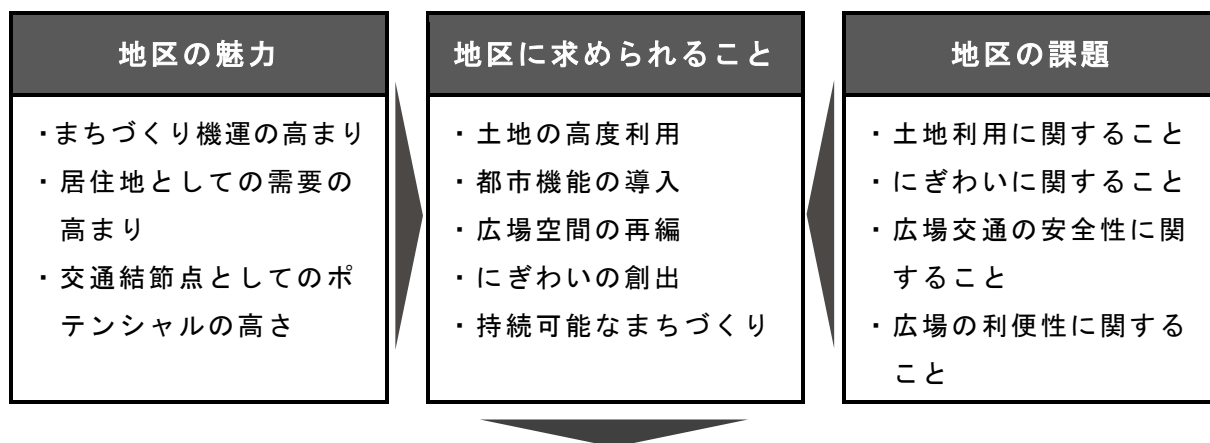 地区の魅力
・まちづくり機運の高まり
・居住地としての需要の
高まり
・交通結節点としてのポ
テンシャルの高さ
地区に求められること
・土地の高度利用
・都市機能の導入
・広場空間の再編
・にぎわいの創出
・持続可能なまちづくり
地区の課題
・土地利用に関すること
・にぎわいに関すること
・広場交通の安全性に関
すること
・広場の利便性に関する
こと